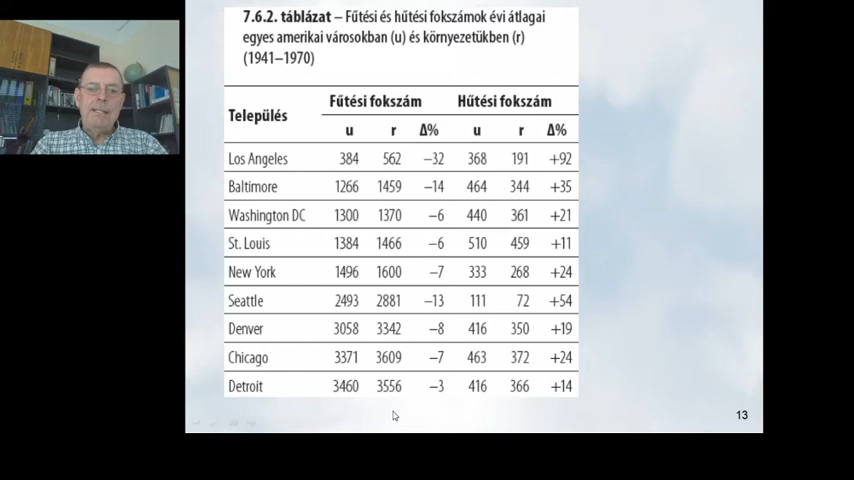 7.6.2. táblázat – Fűtési és hűtési fokszámok évi átlagai
egyes amerikai városokban (u) és környezetükben (r)
(1941–1970)
Település Fűtési fokszám Hűtési fokszám
u r Δ% u r Δ%
Los Angeles 384 562 –32 368 191 +92
Baltimore 1266 1459 –14 464 344 +35
Washington DC 1300 1370 –6 440 361 +21
St. Louis 1384 1466 –6 510 459 +11
New York 1496 1600 –7 333 268 +24
Seattle 2493 2881 –13 111 72 +54
Denver 3058 3342 –8 416 350 +19
Chicago 3371 3609 –7 463 372 +24
Detroit 3460 3556 –3 416 366 +14
13